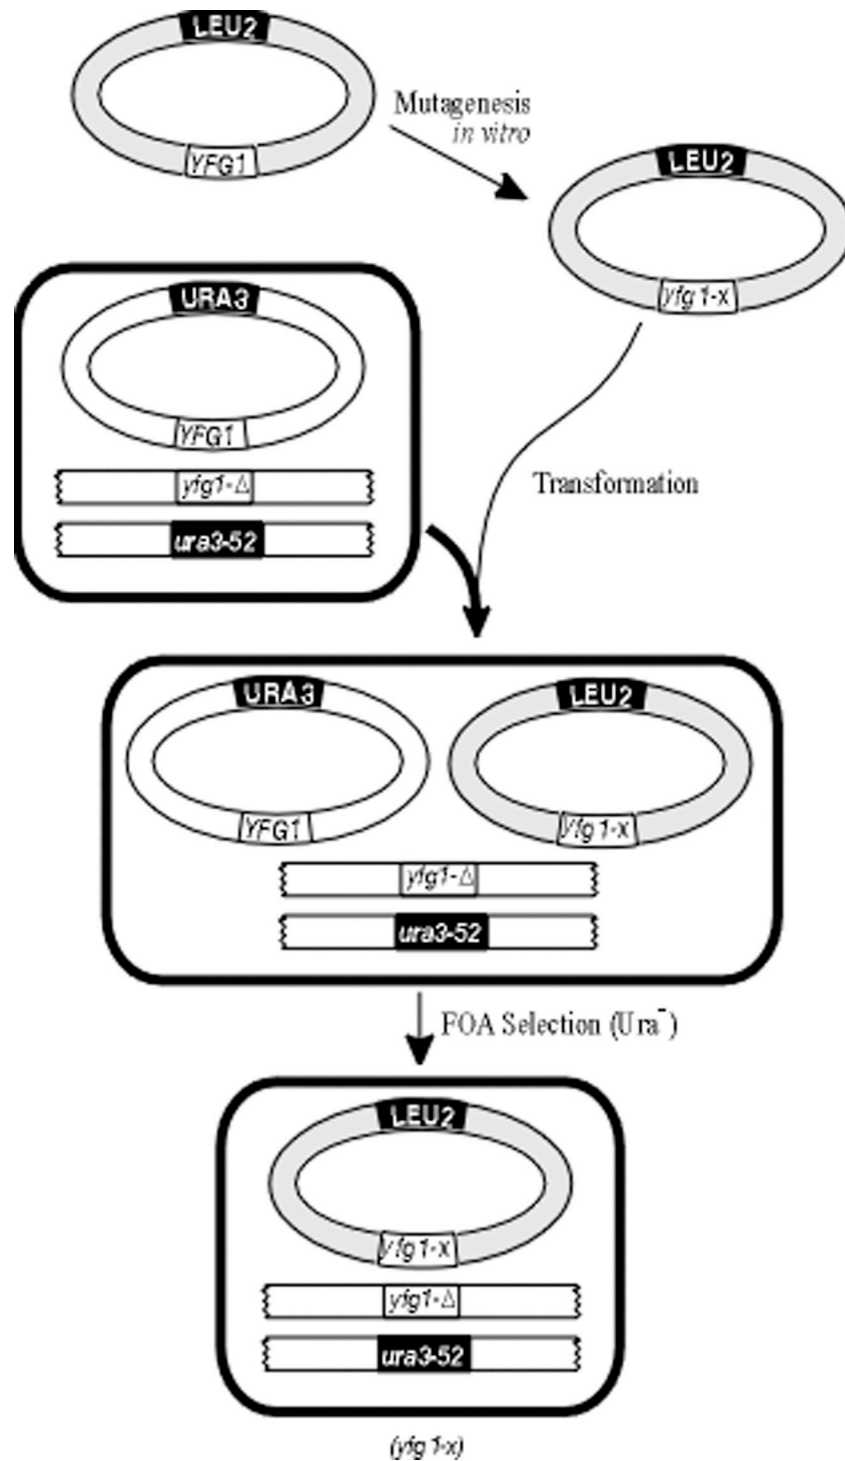 LEU2
YFG1
Mutagenesis
in vitro
LEU2
yfg1-x
URA3
YFG1
yfg1-Δ
ura3-52
Transformation
URA3
LEU2
YFG1
yfg1-x
yfg1-Δ
ura3-52
FOA Selection (Ura⁻)
LEU2
yfg1-x
yfg1-Δ
ura3-52
(yfg1-x)